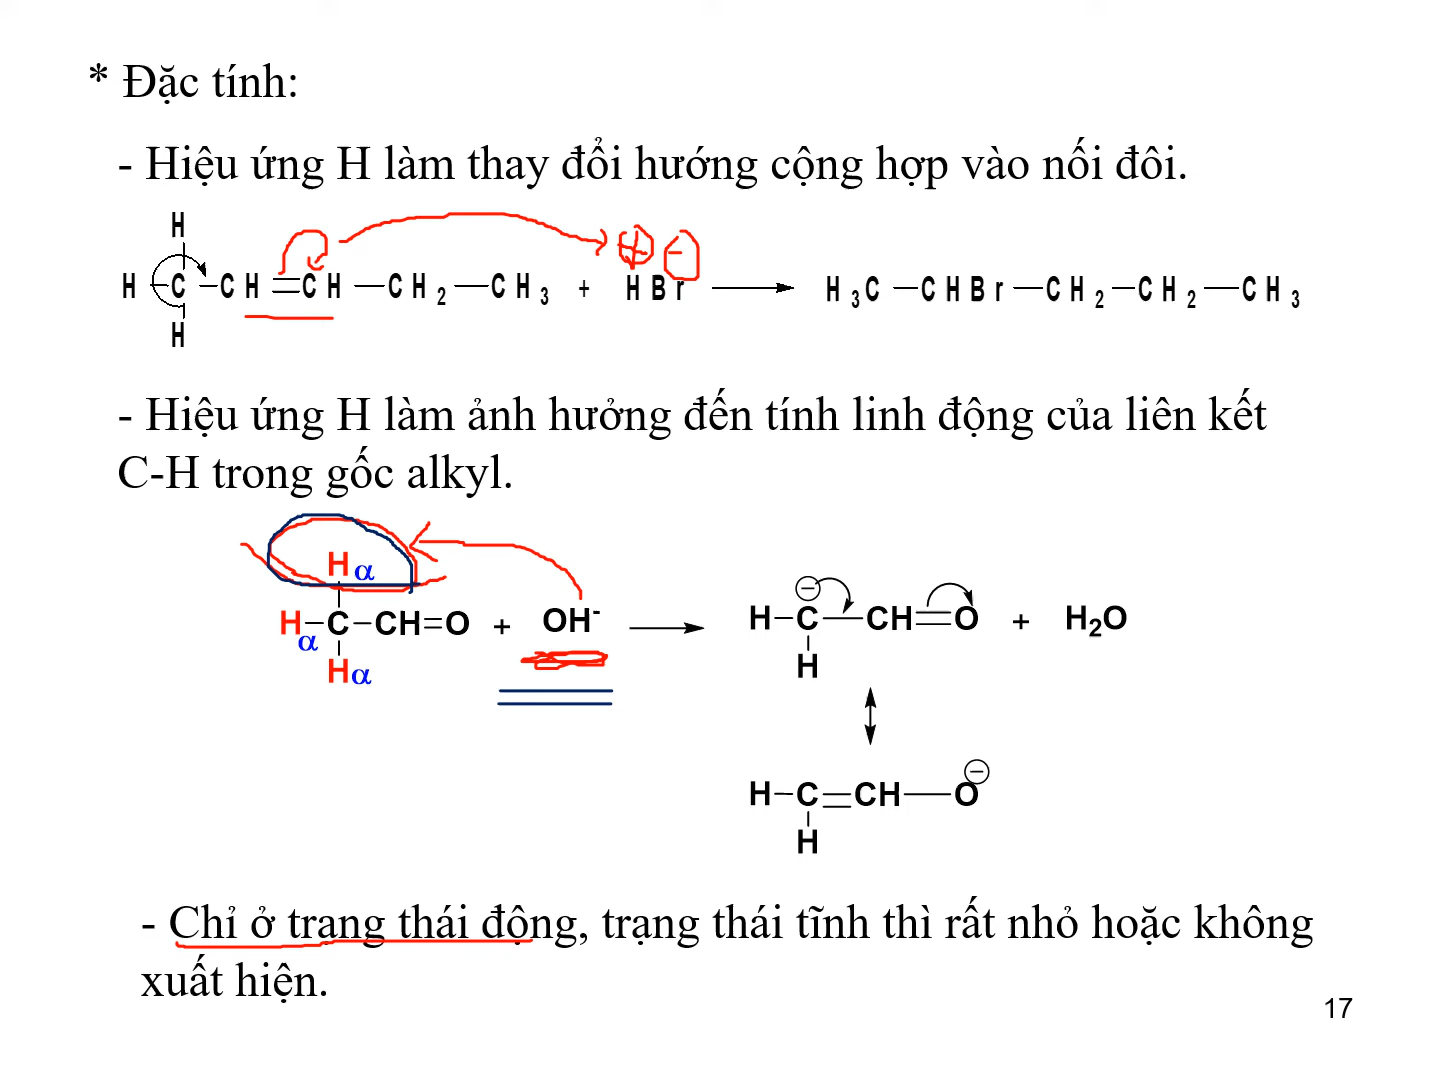 * Đặc tính:
- Hiệu ứng H làm thay đổi hướng cộng hợp vào nối đôi.
H
H –C –CH =CH —CH2 —CH3 + HBr → H3C —CHBr —CH2 —CH2 —CH3
H
- Hiệu ứng H làm ảnh hưởng đến tính linh động của liên kết
C-H trong gốc alkyl.
Hα
H–C–CH=O + OH- → H–C—CH=O + H2O
α
Hα H
H–C=CH—O
H
- Chỉ ở trạng thái động, trạng thái tĩnh thì rất nhỏ hoặc không
xuất hiện.
17